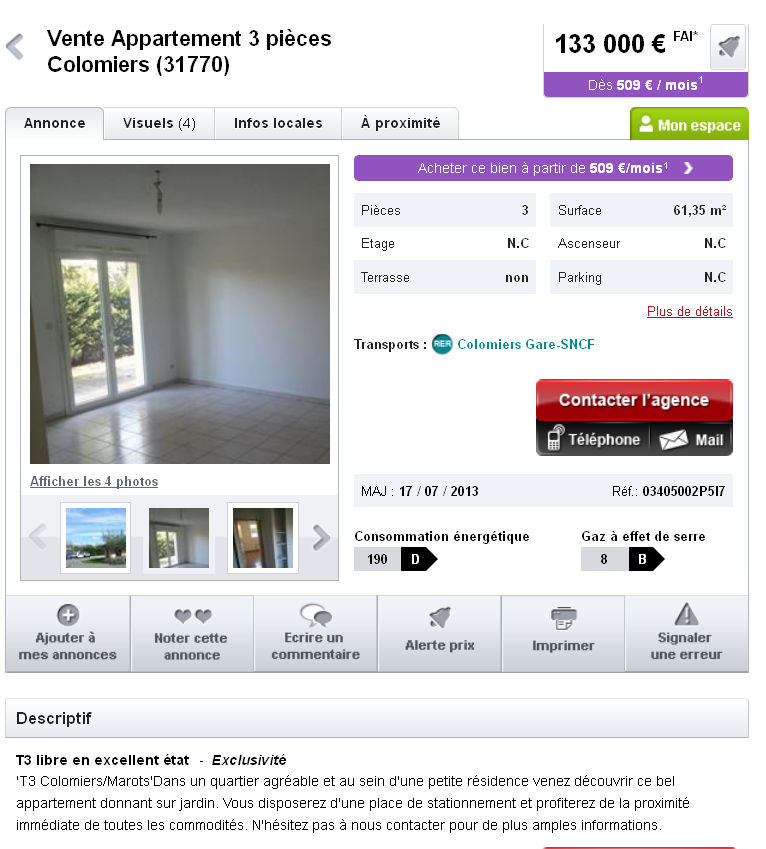 Vente Appartement 3 pièces
Colomiers (31770)
133 000 € FAI*
Dès 509 € / mois¹
Annonce
Visuels (4)
Infos locales
À proximité
Mon espace
Acheter ce bien à partir de 509 €/mois¹
Pièces 3
Surface 61,35 m²
Etage N.C
Ascenseur N.C
Terrasse non
Parking N.C
Plus de détails
Transports : RER Colomiers Gare-SNCF
Contacter l'agence
Téléphone
Mail
Afficher les 4 photos
MAJ : 17 / 07 / 2013
Réf.: 03405002P5I7
Consommation énergétique
190 D
Gaz à effet de serre
8 B
Ajouter à
mes annonces
Noter cette
annonce
Ecrire un
commentaire
Alerte prix
Imprimer
Signaler
une erreur
Descriptif
T3 libre en excellent état - Exclusivité
'T3 Colomiers/Marots'Dans un quartier agréable et au sein d'une petite résidence venez découvrir ce bel
appartement donnant sur jardin. Vous disposerez d'une place de stationnement et profiterez de la proximité
immédiate de toutes les commodités. N'hésitez pas à nous contacter pour de plus amples informations.